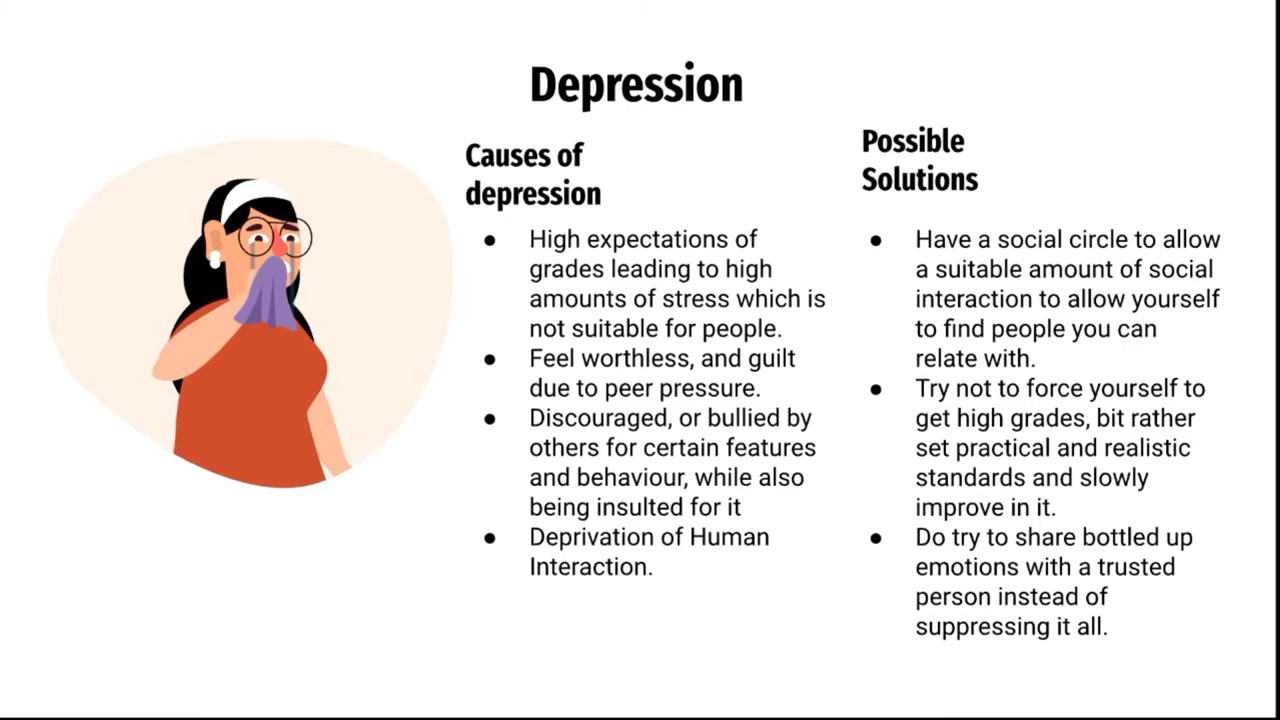 Depression
Causes of
depression
● High expectations of
grades leading to high
amounts of stress which is
not suitable for people.
● Feel worthless, and guilt
due to peer pressure.
● Discouraged, or bullied by
others for certain features
and behaviour, while also
being insulted for it
● Deprivation of Human
Interaction.
Possible
Solutions
● Have a social circle to allow
a suitable amount of social
interaction to allow yourself
to find people you can
relate with.
● Try not to force yourself to
get high grades, bit rather
set practical and realistic
standards and slowly
improve in it.
● Do try to share bottled up
emotions with a trusted
person instead of
suppressing it all.